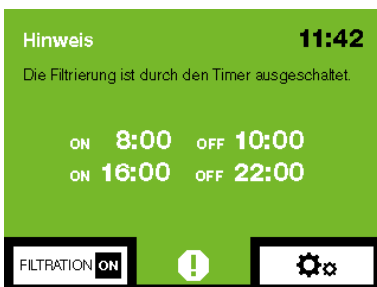 Hinweis 11:42
Die Filtrierung ist durch den Timer ausgeschaltet.
ON 8:00 OFF 10:00
ON 16:00 OFF 22:00
FILTRATION ON !